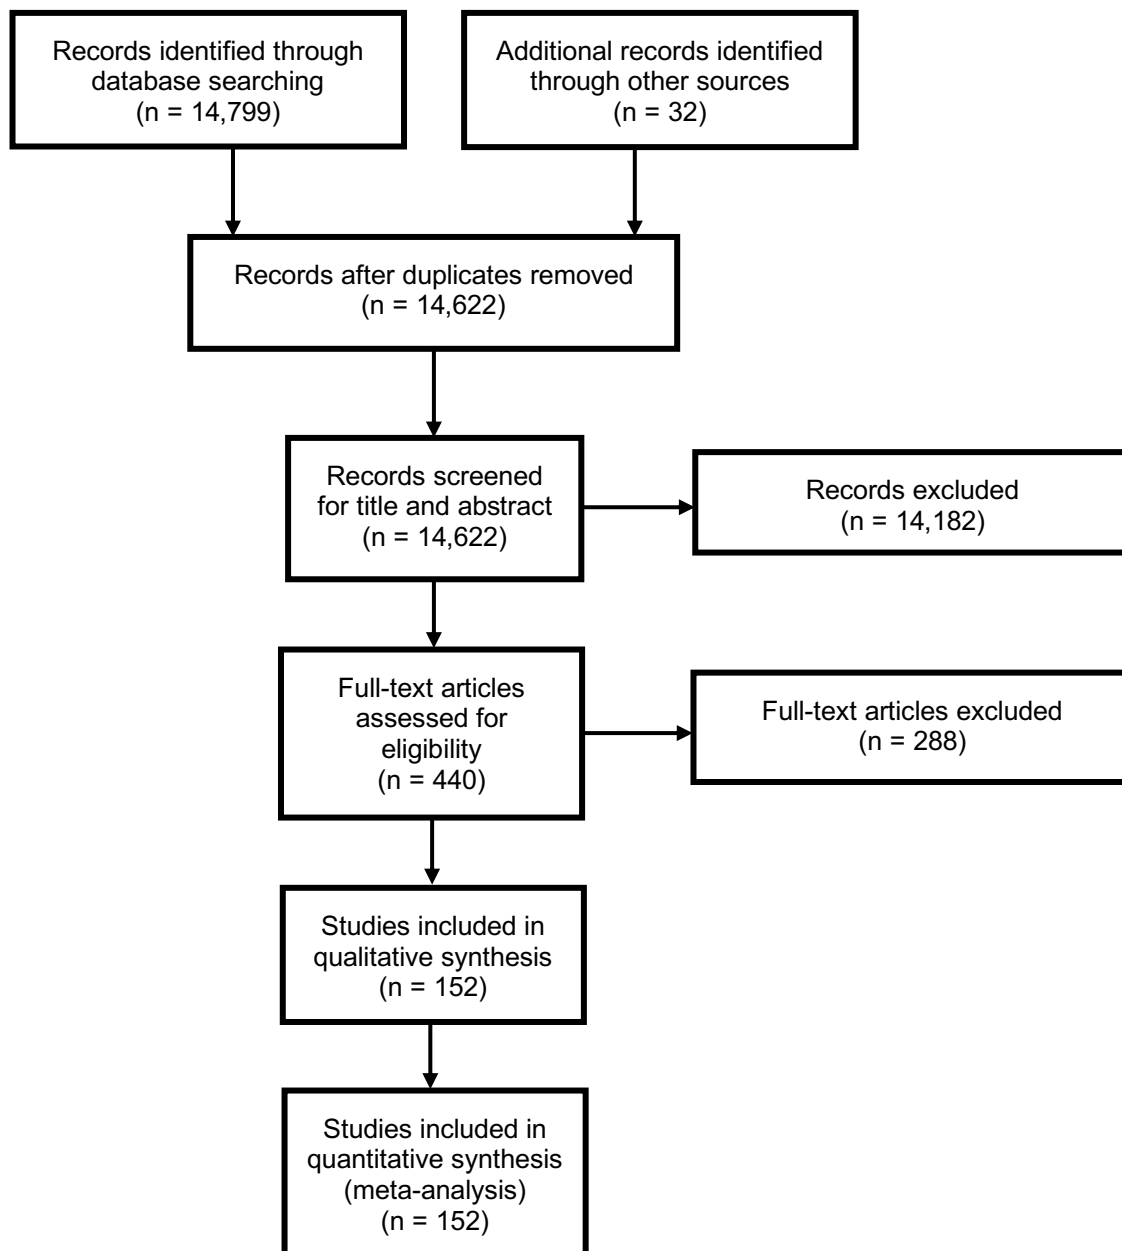 Records identified through
database searching
(n = 14,799)
Additional records identified
through other sources
(n = 32)
Records after duplicates removed
(n = 14,622)
Records screened
for title and abstract
(n = 14,622)
Records excluded
(n = 14,182)
Full-text articles
assessed for
eligibility
(n = 440)
Full-text articles excluded
(n = 288)
Studies included in
qualitative synthesis
(n = 152)
Studies included in
quantitative synthesis
(meta-analysis)
(n = 152)